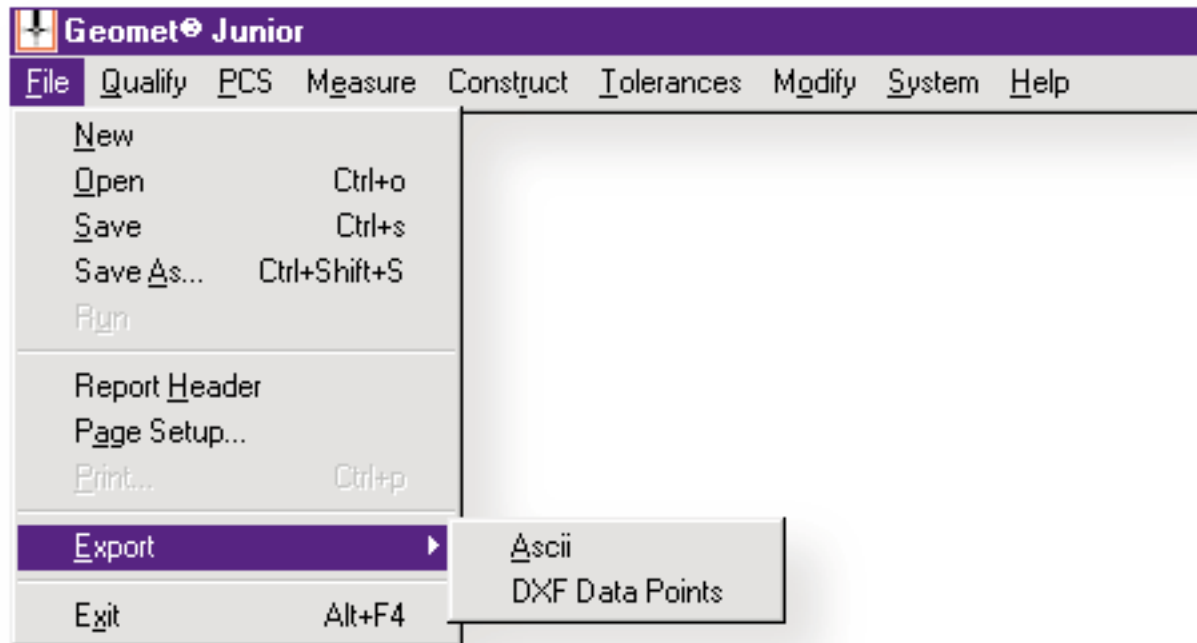 Geomet® Junior
File Qualify PCS Measure Construct Tolerances Modify System Help
New
Open Ctrl+o
Save Ctrl+s
Save As... Ctrl+Shift+S
Run
Report Header
Page Setup...
Print... Ctrl+p
Export
Ascii
DXF Data Points
Exit Alt+F4